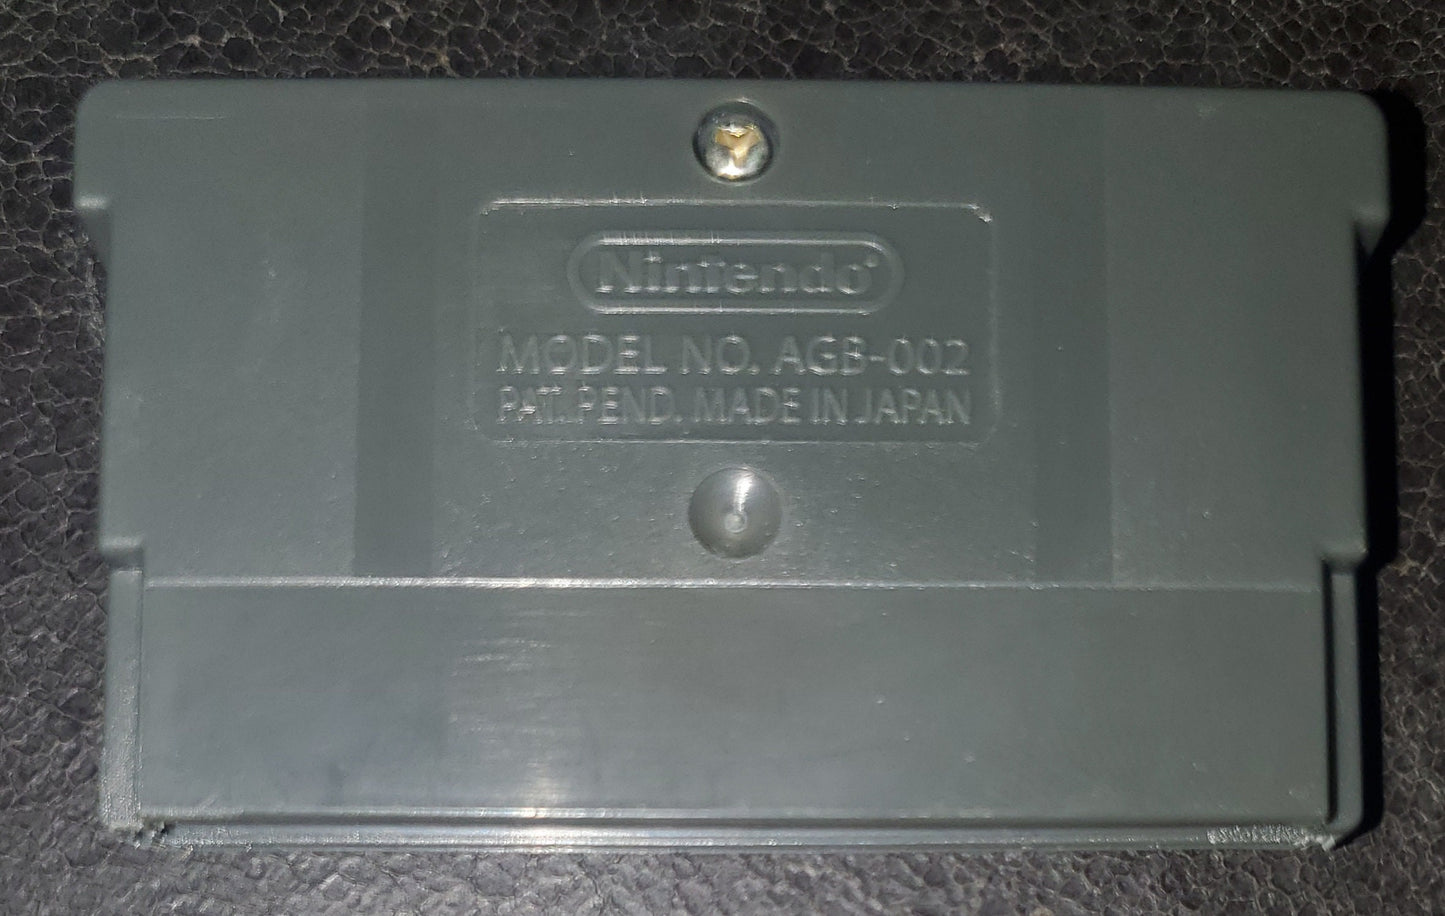 Nintendo®
MODEL NO. AGB-002
PAT. PEND. MADE IN JAPAN